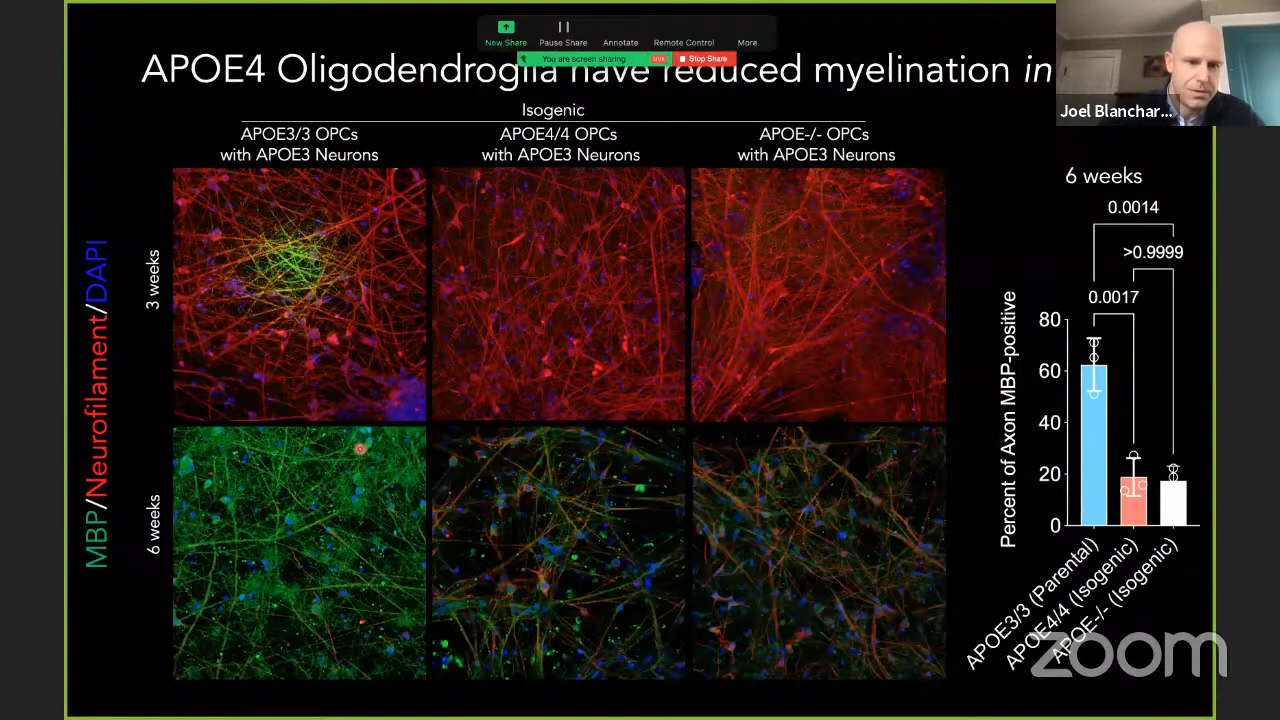 New Share
Pause Share
Annotate
Remote Control
More
You are screen sharing
LIVE
Stop Share
APOE4 Oligodendroglia have reduced myelination in
Joel Blanchar...
Isogenic
APOE3/3 OPCs
with APOE3 Neurons
APOE4/4 OPCs
with APOE3 Neurons
APOE-/- OPCs
with APOE3 Neurons
MBP/Neurofilament/DAPI
3 weeks
6 weeks
6 weeks
0.0014
>0.9999
0.0017
Percent of Axon MBP-positive
80
60
40
20
0
APOE3/3 (Parental)
APOE4/4 (Isogenic)
APOE-/- (Isogenic)
zoom